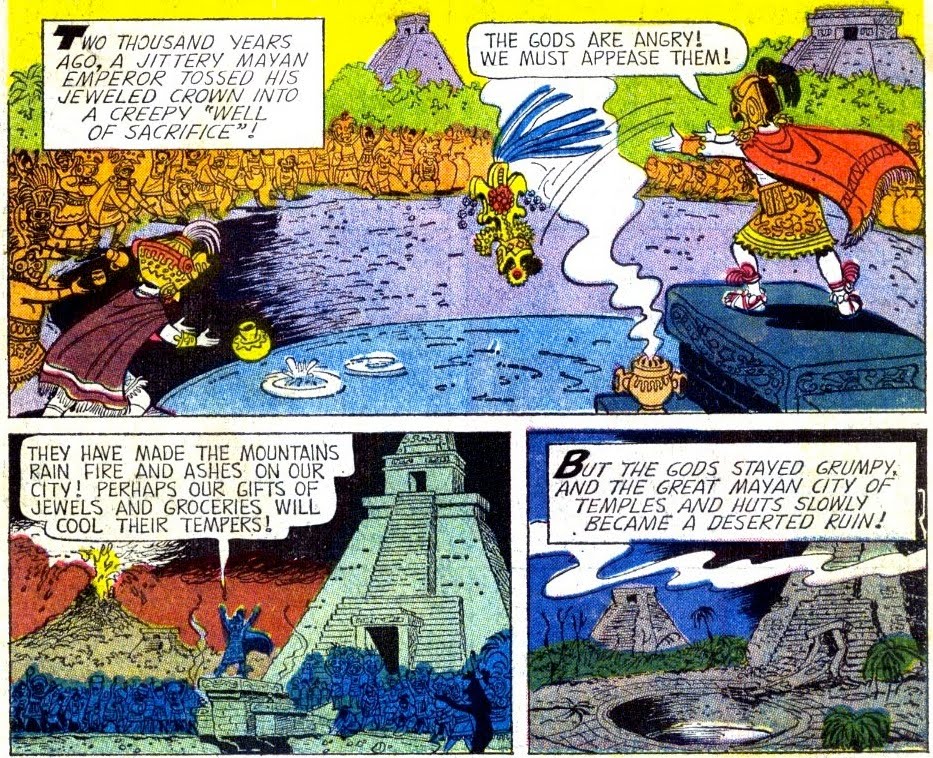 TWO THOUSAND YEARS
AGO, A JITTERY MAYAN
EMPEROR TOSSED HIS
JEWELED CROWN INTO
A CREEPY "WELL
OF SACRIFICE"!
THE GODS ARE ANGRY!
WE MUST APPEASE THEM!
THEY HAVE MADE THE MOUNTAINS
RAIN FIRE AND ASHES ON OUR
CITY! PERHAPS OUR GIFTS OF
JEWELS AND GROCERIES WILL
COOL THEIR TEMPERS!
BUT THE GODS STAYED GRUMPY,
AND THE GREAT MAYAN CITY OF
TEMPLES AND HUTS SLOWLY
BECAME A DESERTED RUIN!